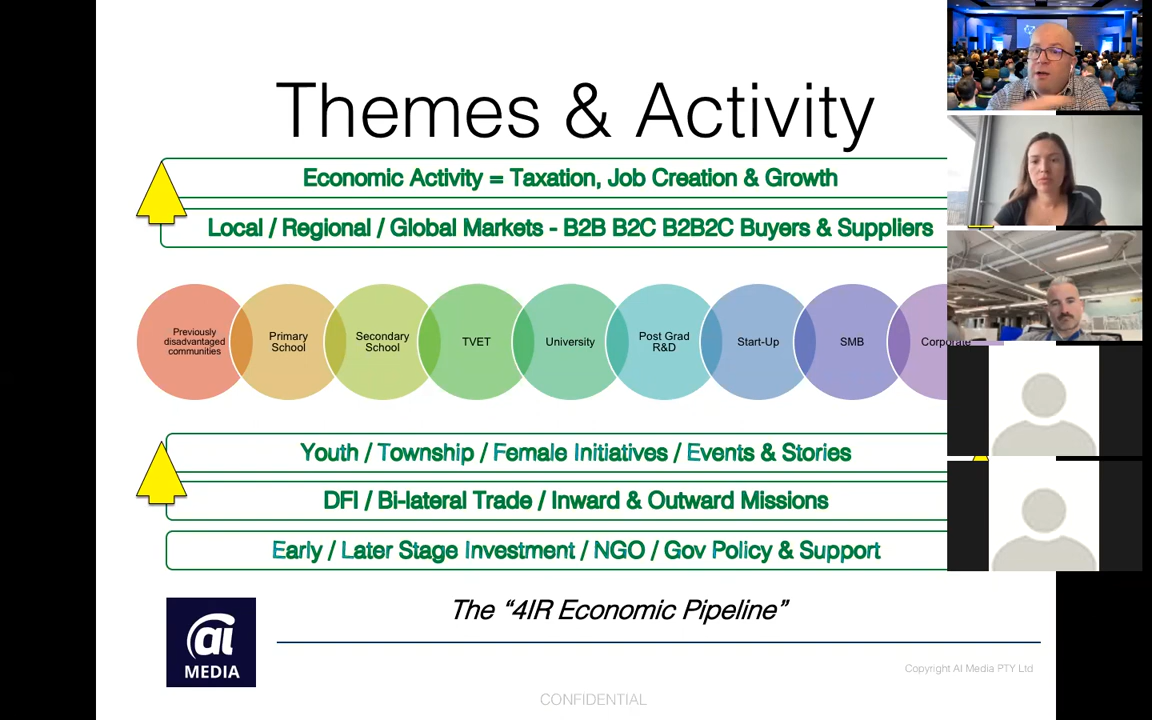 Themes & Activity
Economic Activity = Taxation, Job Creation & Growth
Local / Regional / Global Markets - B2B B2C B2B2C Buyers & Suppliers
Previously
disadvantaged
communities
Primary
School
Secondary
School
TVET
University
Post Grad
R&D
Start-Up
SMB
Corporate
Youth / Township / Female Initiatives / Events & Stories
DFI / Bi-lateral Trade / Inward & Outward Missions
Early / Later Stage Investment / NGO / Gov Policy & Support
The “4IR Economic Pipeline”
ai
MEDIA
Copyright AI Media PTY Ltd
CONFIDENTIAL